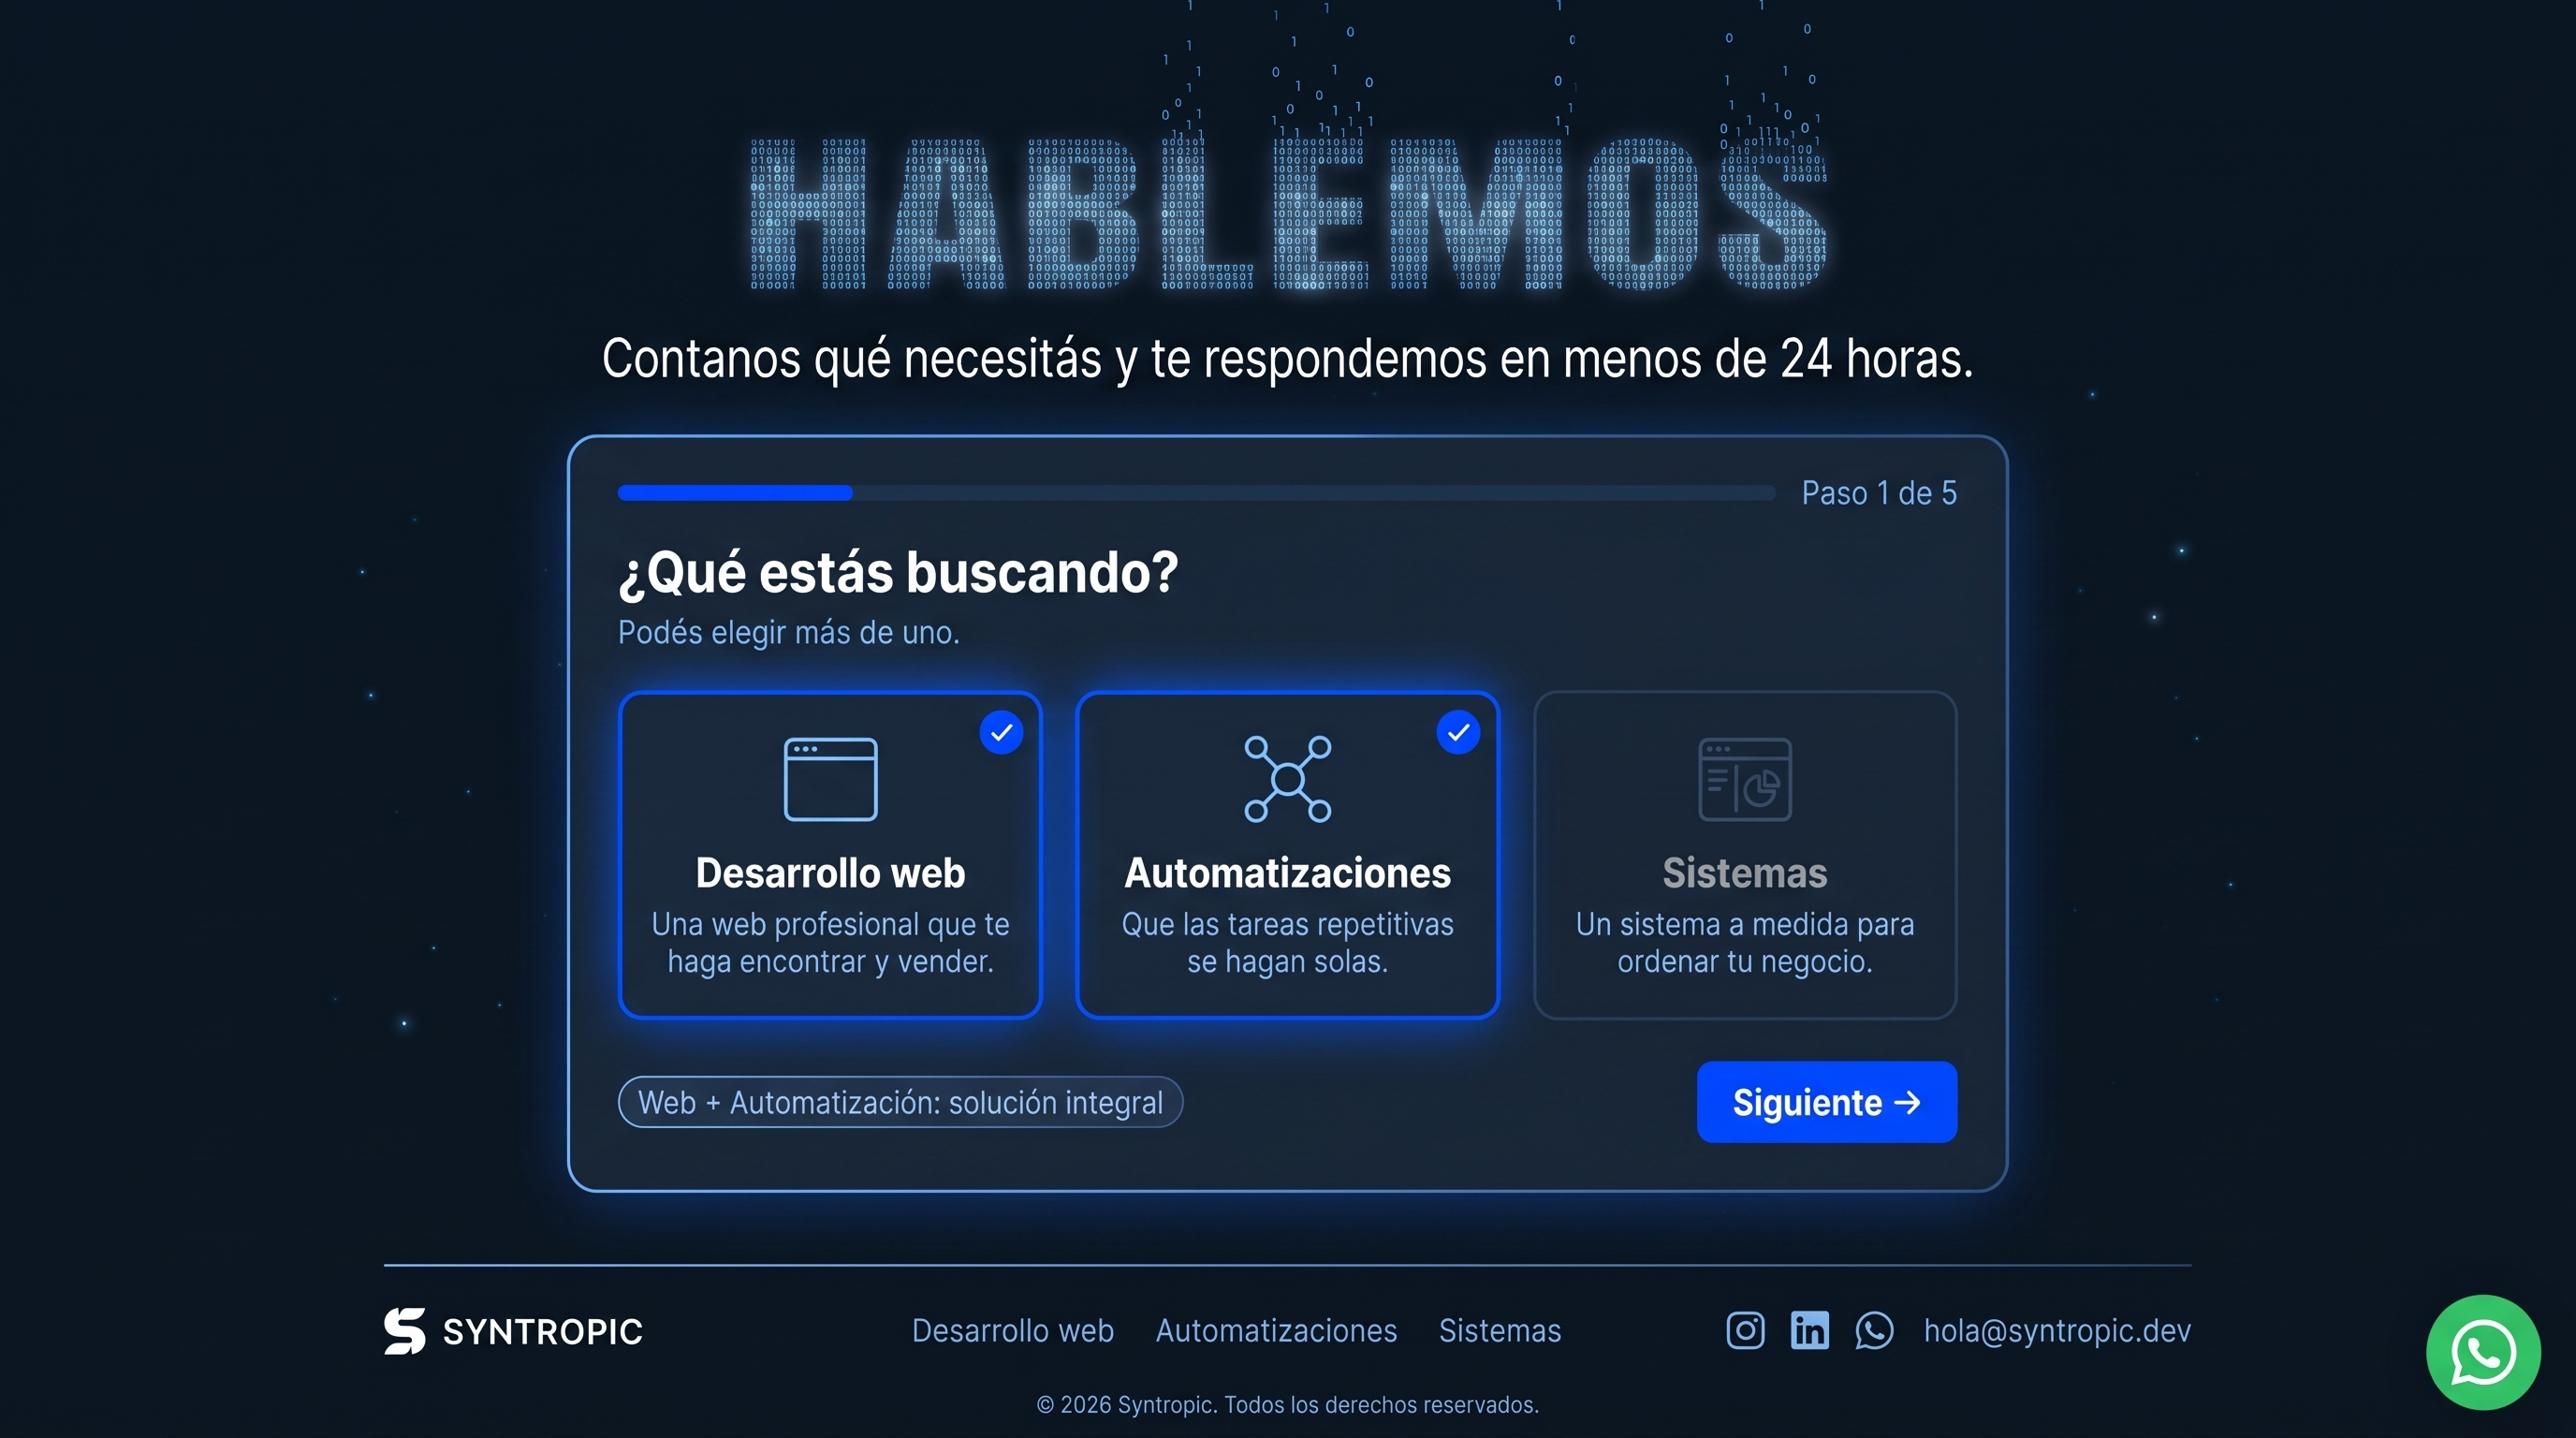 HABLEMOS
Contanos qué necesitás y te respondemos en menos de 24 horas.
Paso 1 de 5
¿Qué estás buscando?
Podés elegir más de uno.
Desarrollo web
Una web profesional que te
haga encontrar y vender.
Automatizaciones
Que las tareas repetitivas
se hagan solas.
Sistemas
Un sistema a medida para
ordenar tu negocio.
Web + Automatización: solución integral
Siguiente →
SYNTROPIC
Desarrollo web
Automatizaciones
Sistemas
hola@syntropic.dev
© 2026 Syntropic. Todos los derechos reservados.